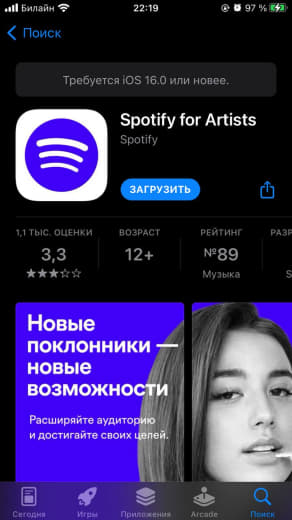 Билайн 22:19 97 %
Поиск
Требуется iOS 16.0 или новее.
Spotify for Artists
Spotify
ЗАГРУЗИТЬ
1,1 ТЫС. ОЦЕНКИ ВОЗРАСТ РЕЙТИНГ
3,3 12+ №89
Музыка
Новые
поклонники —
новые
возможности
Расширяйте аудиторию
и достигайте своих целей.
Сегодня Игры Приложения Arcade Поиск